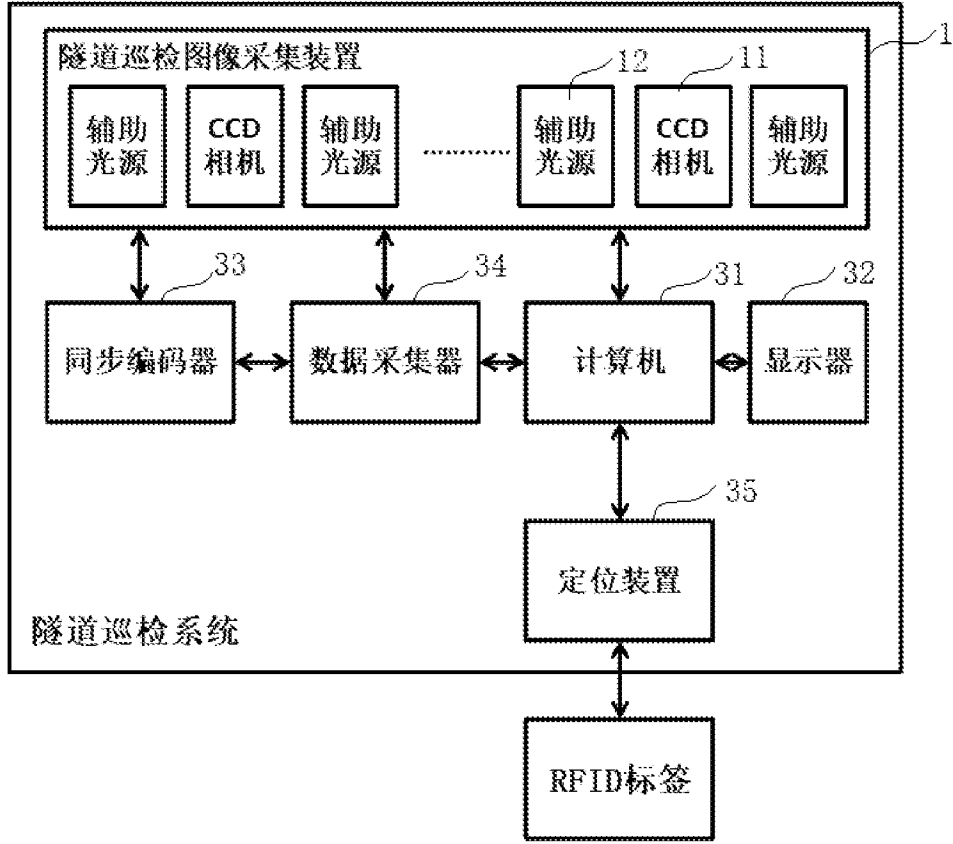 1
隧道巡检图像采集装置
12
11
辅助
光源
CCD
相机
辅助
光源
...........
辅助
光源
CCD
相机
辅助
光源
33
34
31
32
同步编码器
数据采集器
计算机
显示器
35
定位装置
隧道巡检系统
RFID标签